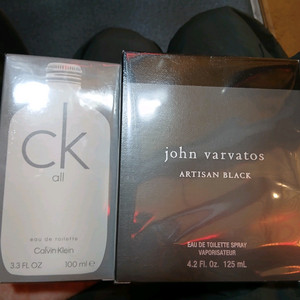 ck
all
eau de toilette
Calvin Klein
3.3 FL OZ 100 ml e
john varvatos
ARTISAN BLACK
EAU DE TOILETTE SPRAY
VAPORISATEUR
4.2 Fl. Oz. 125 mL